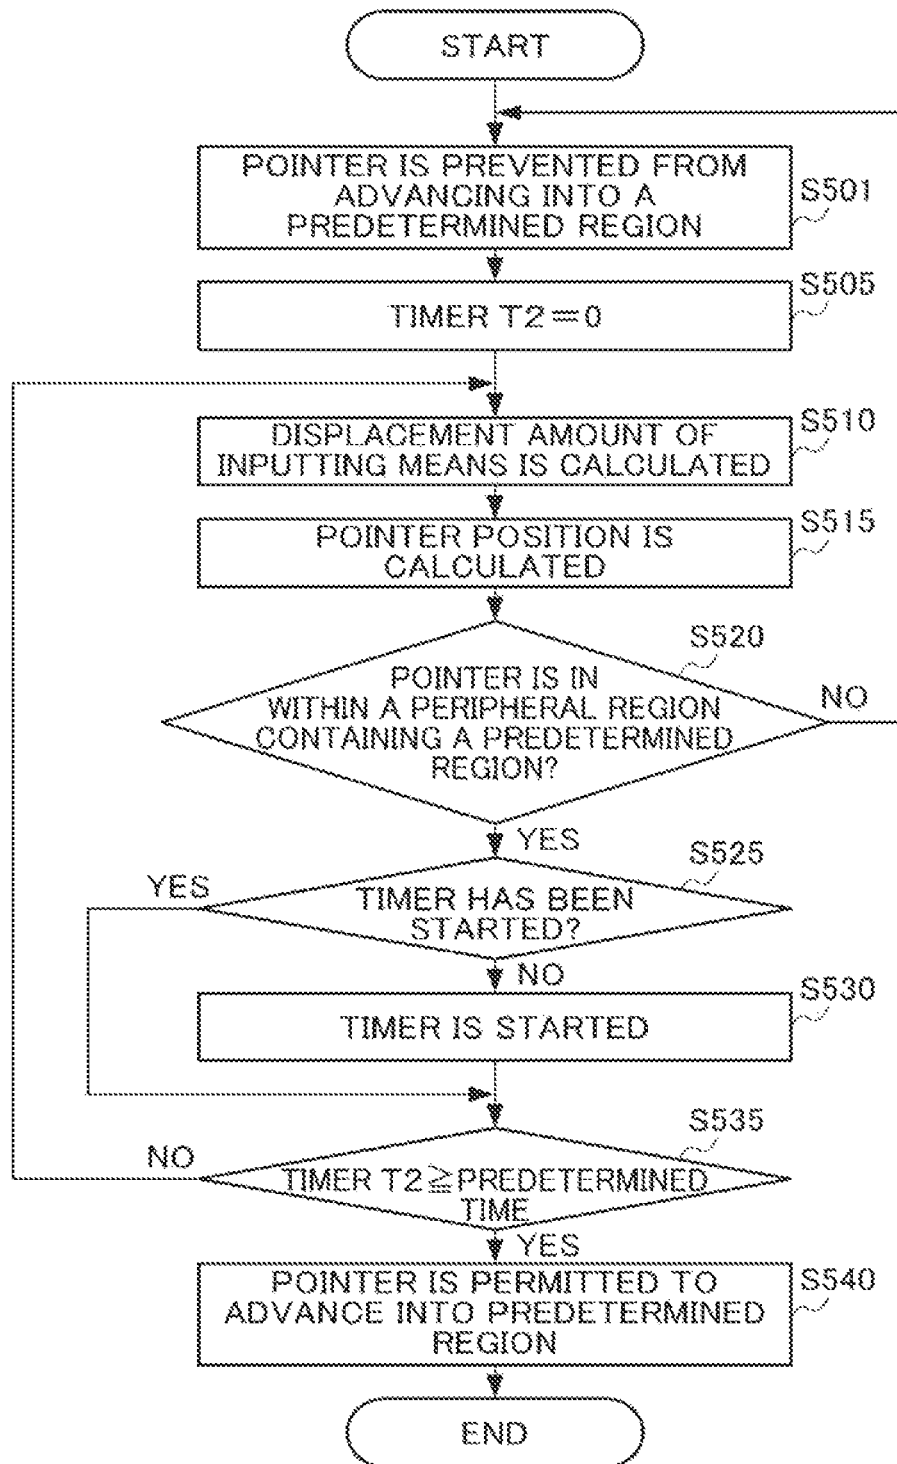 START
POINTER IS PREVENTED FROM
ADVANCING INTO A
PREDETERMINED REGION
S501
S505
TIMER T2=0
S510
DISPLACEMENT AMOUNT OF
INPUTTING MEANS IS CALCULATED
S515
POINTER POSITION IS
CALCULATED
S520
POINTER IS IN
WITHIN A PERIPHERAL REGION
CONTAINING A PREDETERMINED
REGION?
NO
YES
S525
YES
TIMER HAS BEEN
STARTED?
NO
S530
TIMER IS STARTED
S535
NO
TIMER T2≧PREDETERMINED
TIME
YES
S540
POINTER IS PERMITTED TO
ADVANCE INTO PREDETERMINED
REGION
END